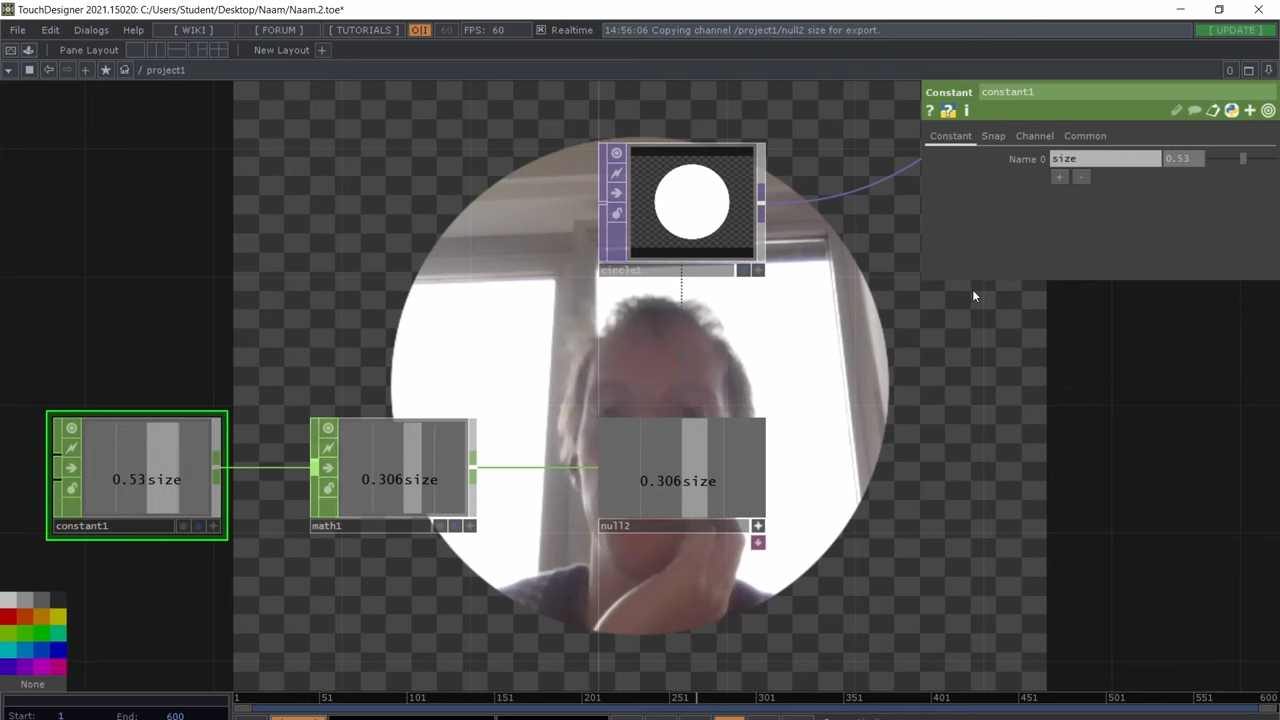 TouchDesigner 2021.15020: C:/Users/Student/Desktop/Naam/Naam.2.toe*
File Edit Dialogs Help [ WIKI ] [ FORUM ] [ TUTORIALS ] O|I 60 FPS: 60 Realtime 14:56:06 Copying channel /project1/null2 size for export. [ UPDATE ]
Pane Layout New Layout +
/ project1 0
Constant constant1
? ? i
Constant Snap Channel Common
Name 0 size 0.53
+ -
circle1
0.53 size
0.306 size
0.306 size
constant1
math1
null2
None
1 51 101 151 201 251 301 351 401 451 501 551 600
Start: 1 End: 600